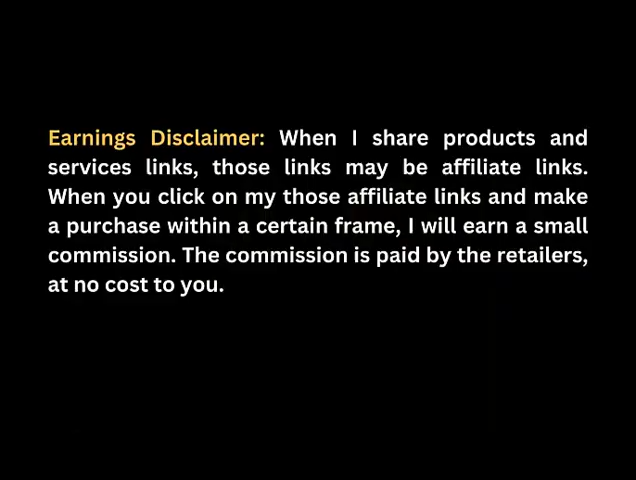 Earnings Disclaimer: When I share products and
services links, those links may be affiliate links.
When you click on my those affiliate links and make
a purchase within a certain frame, I will earn a small
commission. The commission is paid by the retailers,
at no cost to you.